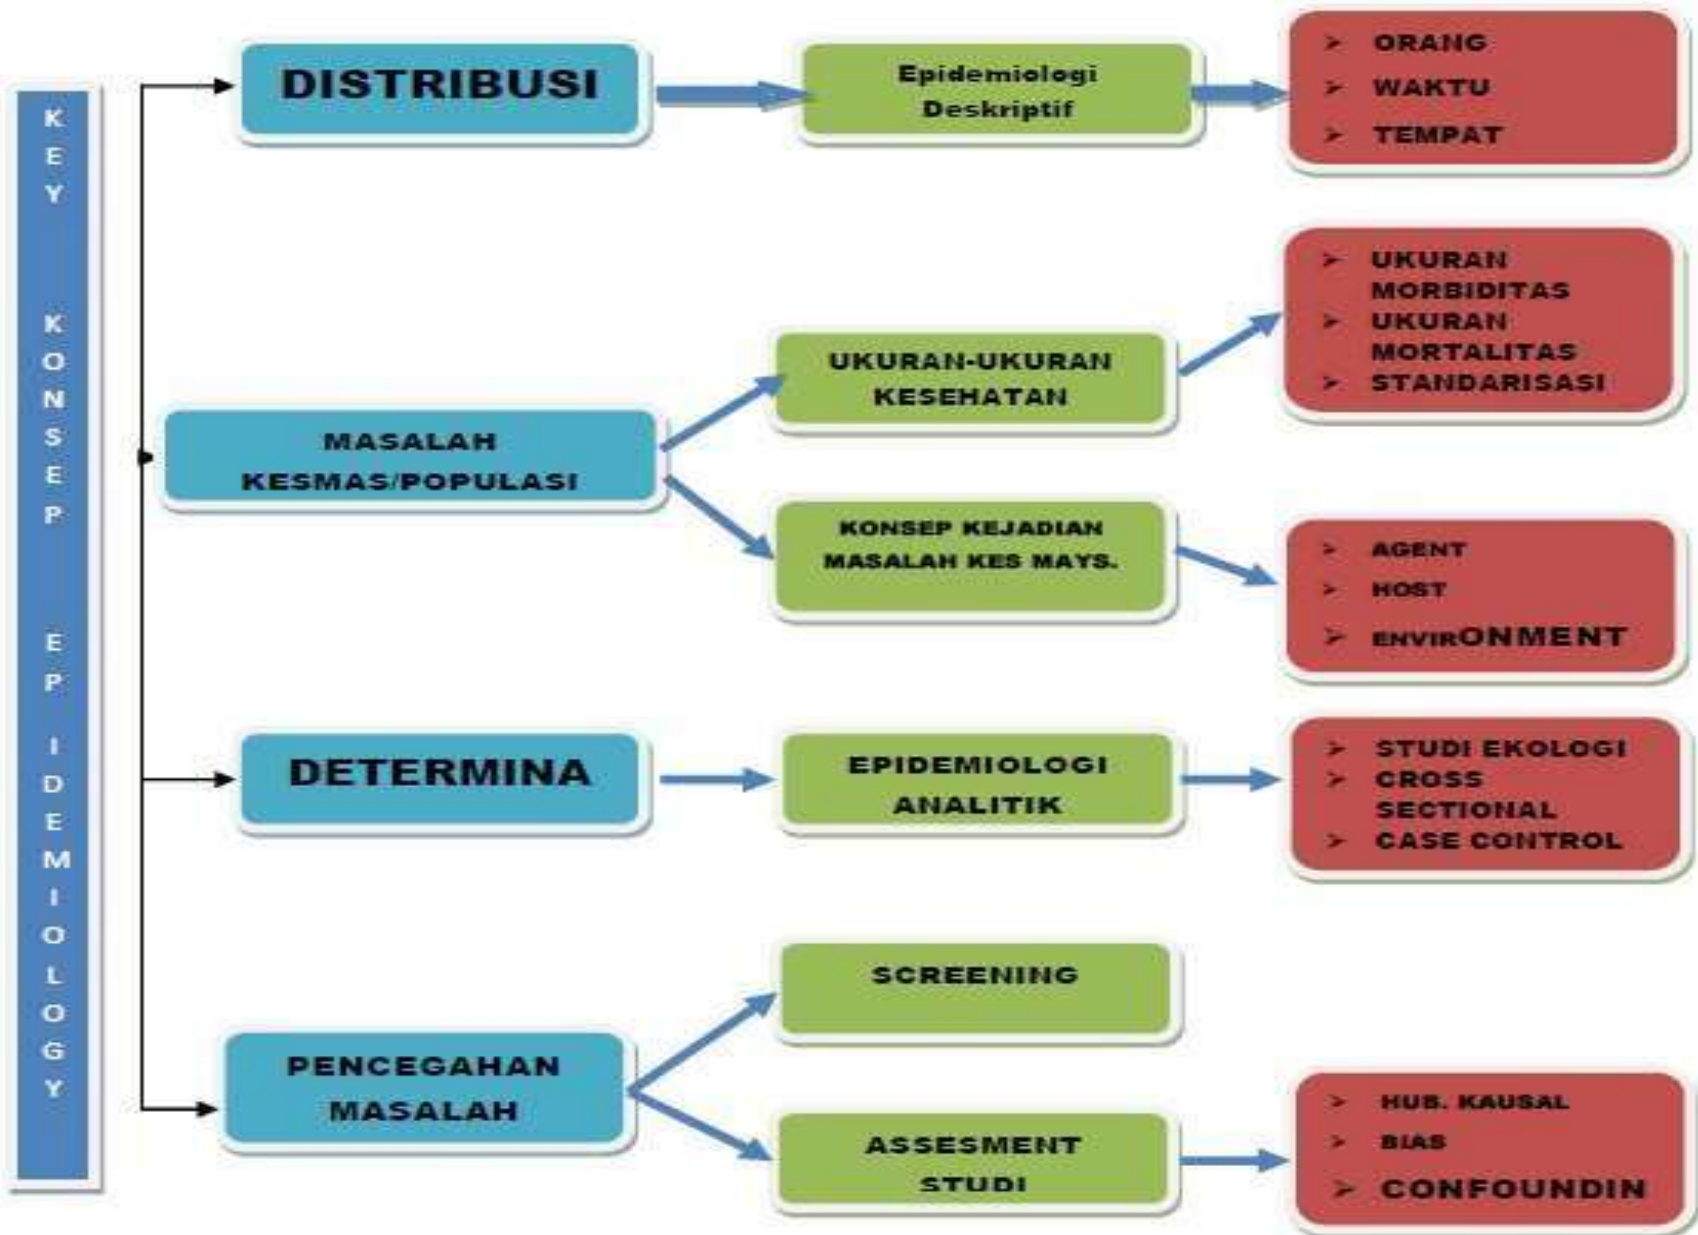 KEY KONSEP EP IDEMIOLOGY
DISTRIBUSI
Epidemiologi
Deskriptif
➢ ORANG
➢ WAKTU
➢ TEMPAT
MASALAH
KESMAS/POPULASI
UKURAN-UKURAN
KESEHATAN
➢ UKURAN
MORBIDITAS
➢ UKURAN
MORTALITAS
➢ STANDARISASI
KONSEP KEJADIAN
MASALAH KES MAYS.
➢ AGENT
➢ HOST
➢ ENVIRONMENT
DETERMINA
EPIDEMIOLOGI
ANALITIK
➢ STUDI EKOLOGI
➢ CROSS
SECTIONAL
➢ CASE CONTROL
PENCEGAHAN
MASALAH
SCREENING
ASSESMENT
STUDI
➢ HUB. KAUSAL
➢ BIAS
➢ CONFOUNDIN